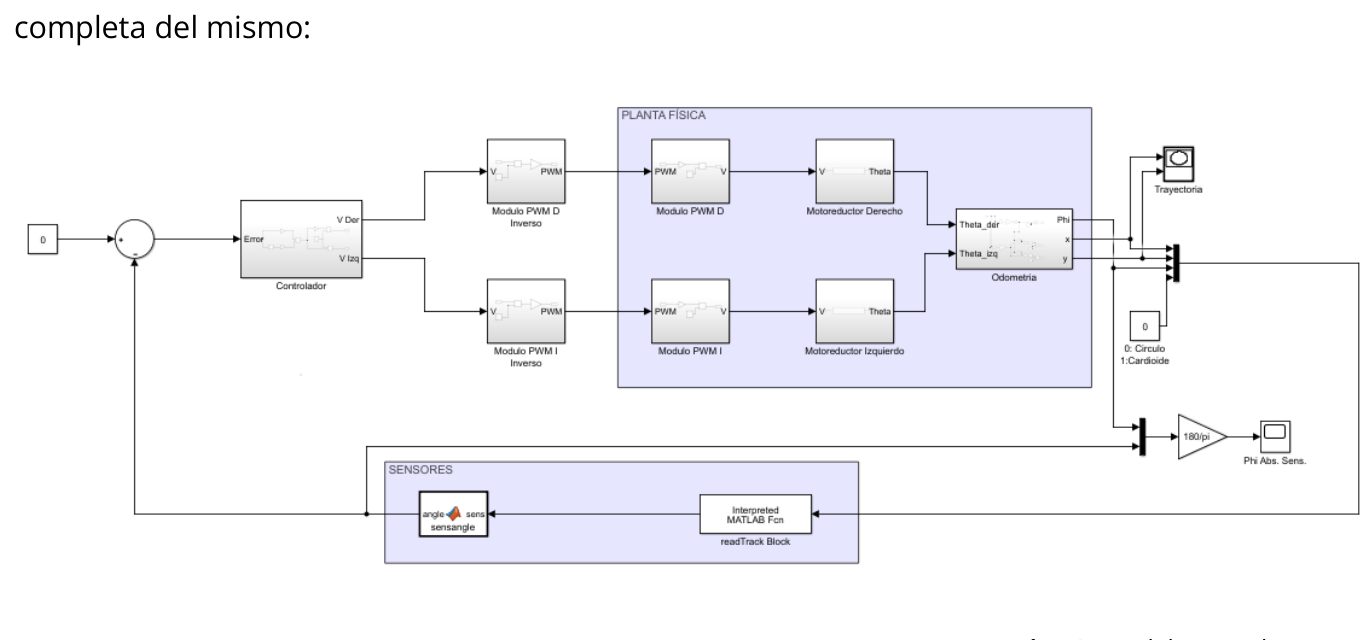 completa del mismo:
PLANTA FÍSICA
V PWM
Modulo PWM D
Inverso
PWM V
Modulo PWM D
V Theta
Motoreductor Derecho
Trayectoria
0
+
-
Error
V Der
V Izq
Controlador
Theta_der
Theta_izq
Phi
x
y
Odometria
V PWM
Modulo PWM I
Inverso
PWM V
Modulo PWM I
V Theta
Motoreductor Izquierdo
0
0: Circulo
1:Cardioide
180/pi
Phi Abs. Sens.
SENSORES
angle sens
sensangle
Interpreted
MATLAB Fcn
readTrack Block